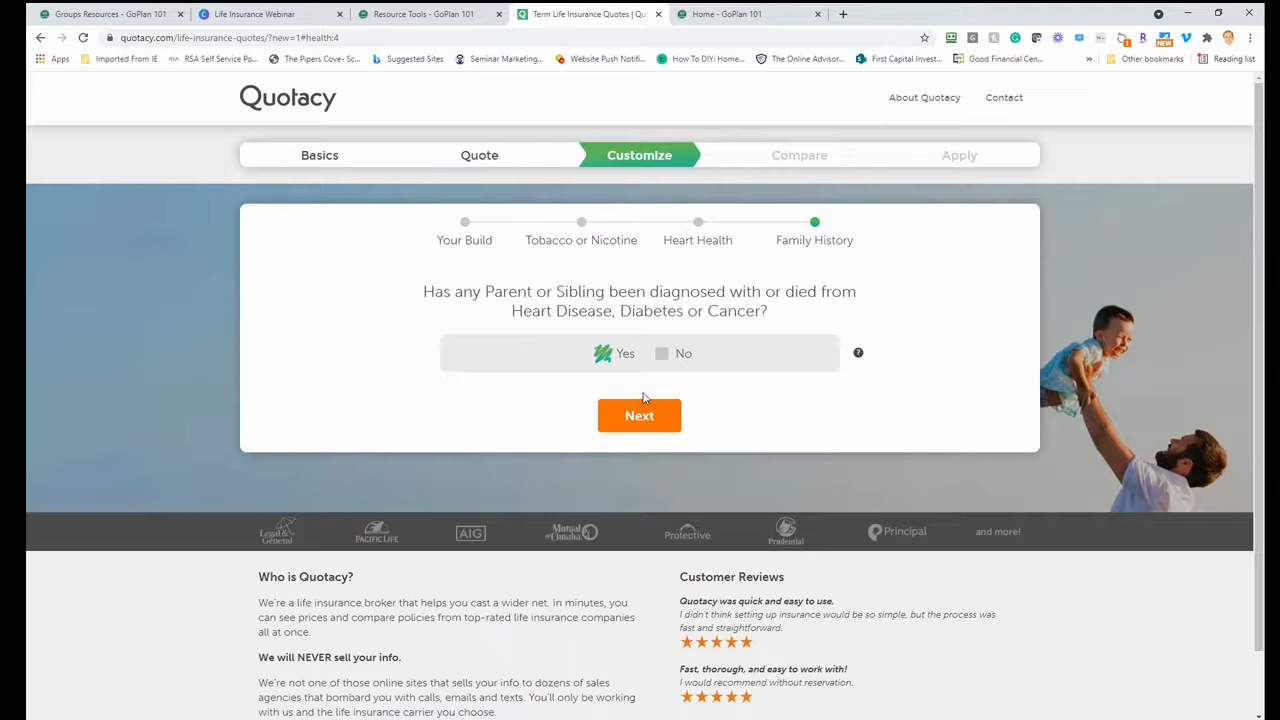 Groups Resources - GoPlan 101
Life Insurance Webinar
Resource Tools - GoPlan 101
Term Life Insurance Quotes | Qu
Home - GoPlan 101
quotacy.com/life-insurance-quotes/?new=1#health:4
Apps
Imported From IE
RSA Self Service Po...
The Pipers Cove- Sc...
Suggested Sites
Seminar Marketing...
Website Push Notifi...
How To DIY: Home...
The Online Advisor...
First Capital Invest...
Good Financial Cen...
Other bookmarks
Reading list
Quotacy
About Quotacy
Contact
Basics
Quote
Customize
Compare
Apply
Your Build
Tobacco or Nicotine
Heart Health
Family History
Has any Parent or Sibling been diagnosed with or died from
Heart Disease, Diabetes or Cancer?
Yes
No
Next
Legal & General
PACIFIC LIFE
AIG
Mutual of Omaha
Protective.
Prudential
Principal
and more!
Who is Quotacy?
We're a life insurance broker that helps you cast a wider net. In minutes, you
can see prices and compare policies from top-rated life insurance companies
all at once.
We will NEVER sell your info.
We're not one of those online sites that sells your info to dozens of sales
agencies that bombard you with calls, emails and texts. You'll only be working
with us and the life insurance carrier you choose.
Customer Reviews
Quotacy was quick and easy to use.
I didn't think setting up insurance would be so simple, but the process was
fast and straightforward.
Fast, thorough, and easy to work with!
I would recommend without reservation.